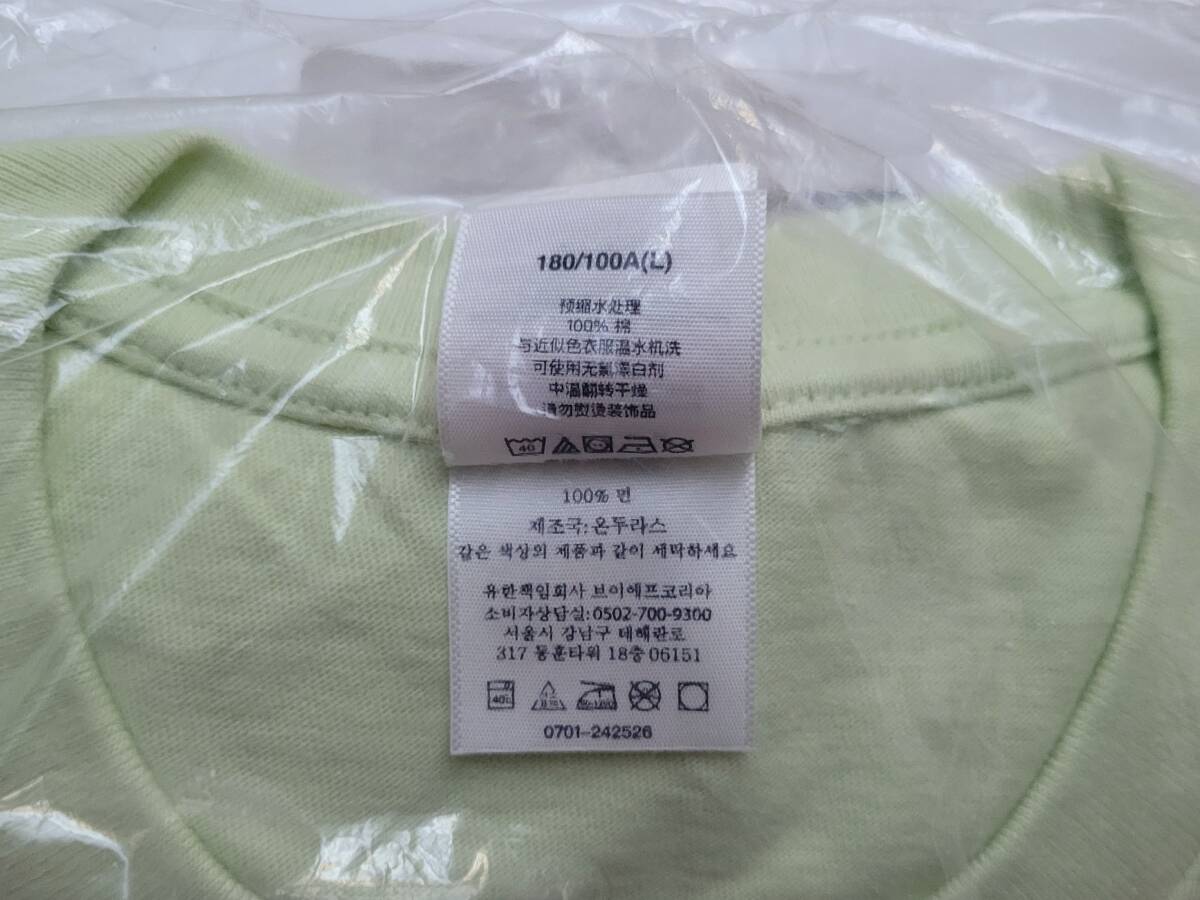 180/100A(L)
预缩水处理
100% 棉
与近似色衣服温水机洗
可使用无氯漂白剂
中温翻转干燥
请勿熨烫装饰品
40
100% 면
제조국: 온두라스
같은 색상의 제품과 같이 세탁하세요
유한책임회사 브이에프코리아
소비자상담실: 0502-700-9300
서울시 강남구 테헤란로
317 동훈타워 18층 06151
0701-242526